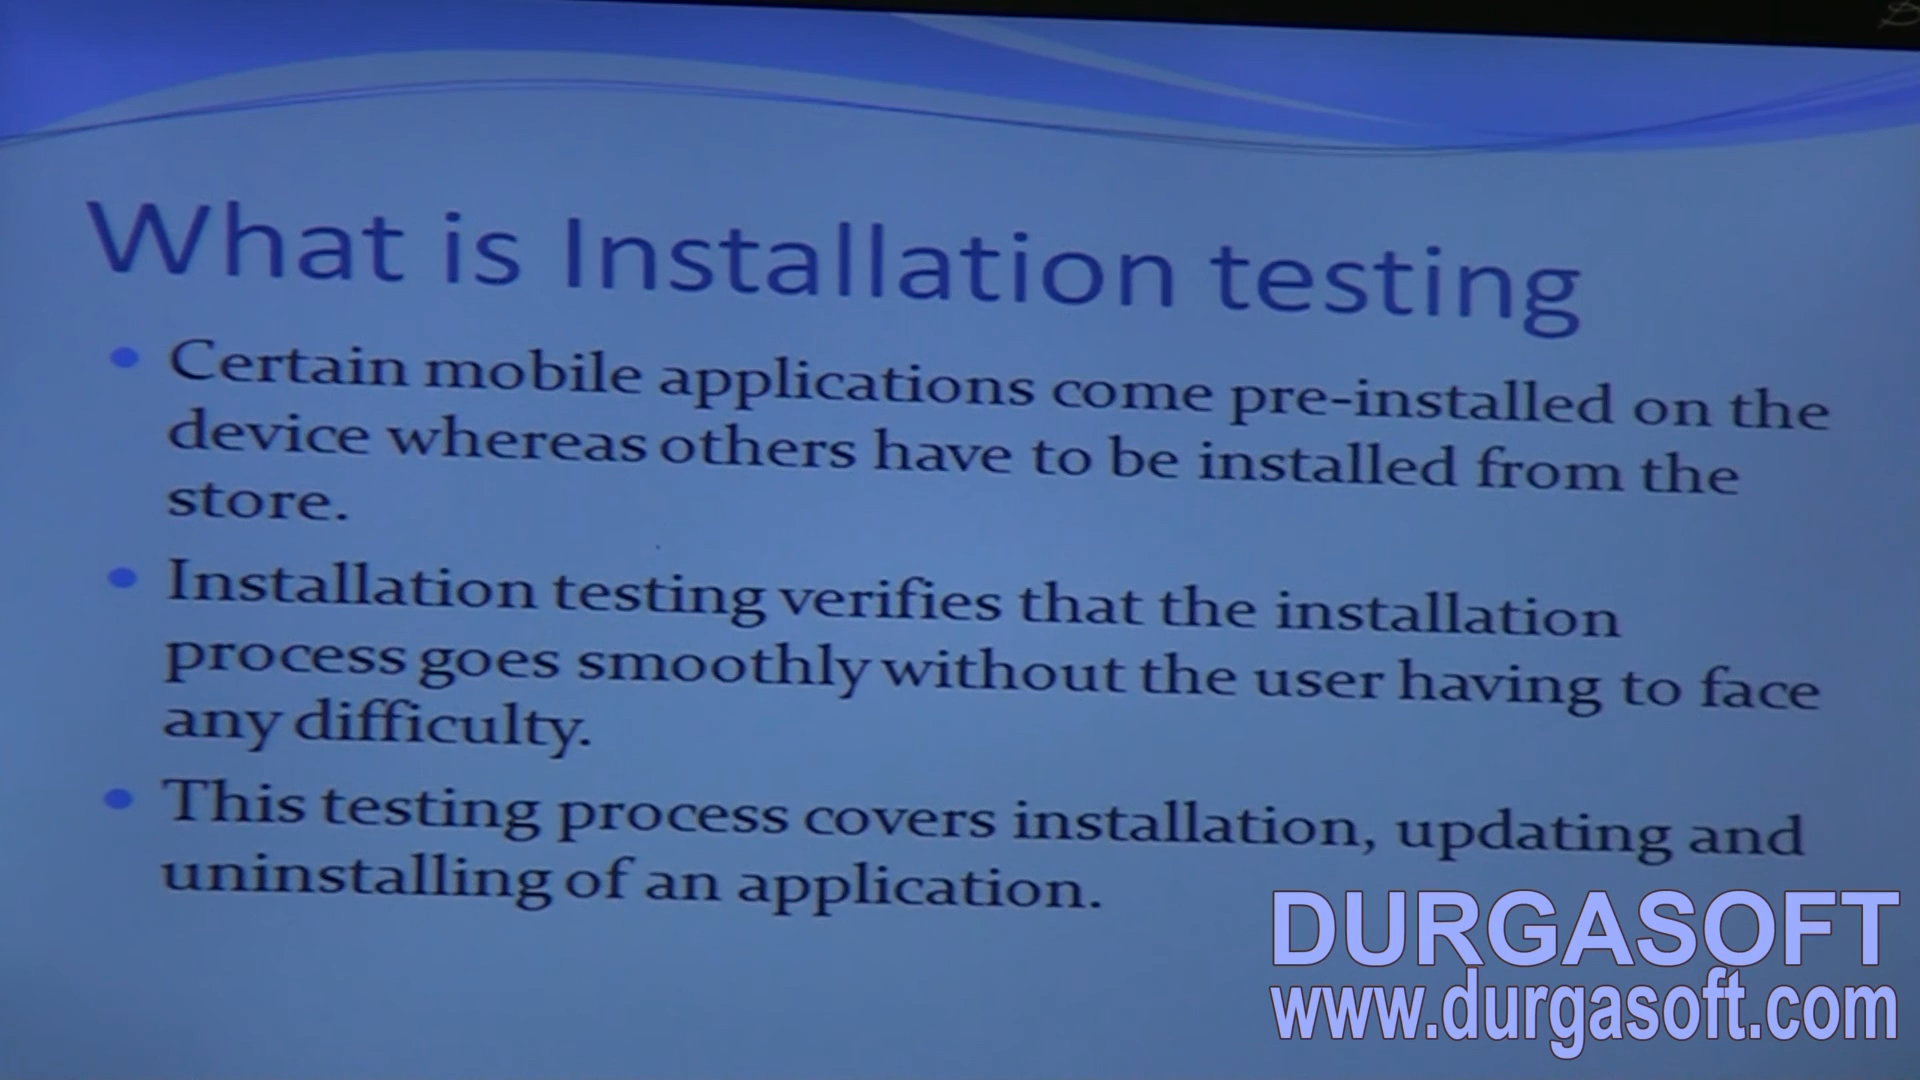 What is Installation testing
• Certain mobile applications come pre-installed on the
device whereas others have to be installed from the
store.
• Installation testing verifies that the installation
process goes smoothly without the user having to face
any difficulty.
• This testing process covers installation, updating and
uninstalling of an application.
DURGASOFT
www.durgasoft.com